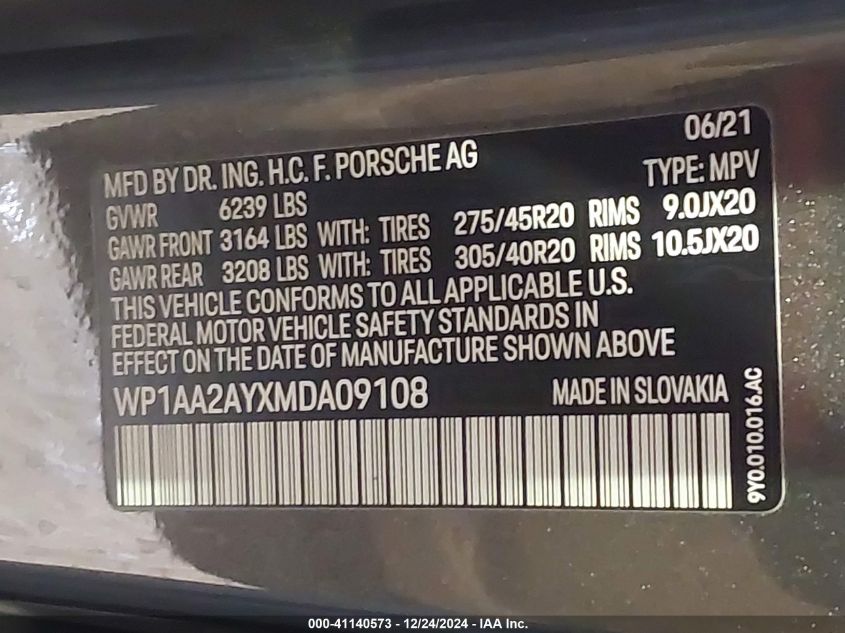 06/21
MFD BY DR. ING. H.C. F. PORSCHE AG TYPE: MPV
GVWR 6239 LBS
GAWR FRONT 3164 LBS WITH: TIRES 275/45R20 RIMS 9.0JX20
GAWR REAR 3208 LBS WITH: TIRES 305/40R20 RIMS 10.5JX20
THIS VEHICLE CONFORMS TO ALL APPLICABLE U.S.
FEDERAL MOTOR VEHICLE SAFETY STANDARDS IN
EFFECT ON THE DATE OF MANUFACTURE SHOWN ABOVE
WP1AA2AYXMDA09108 MADE IN SLOVAKIA
9Y0.010.016.AC
000-41140573 - 12/24/2024 - IAA Inc.